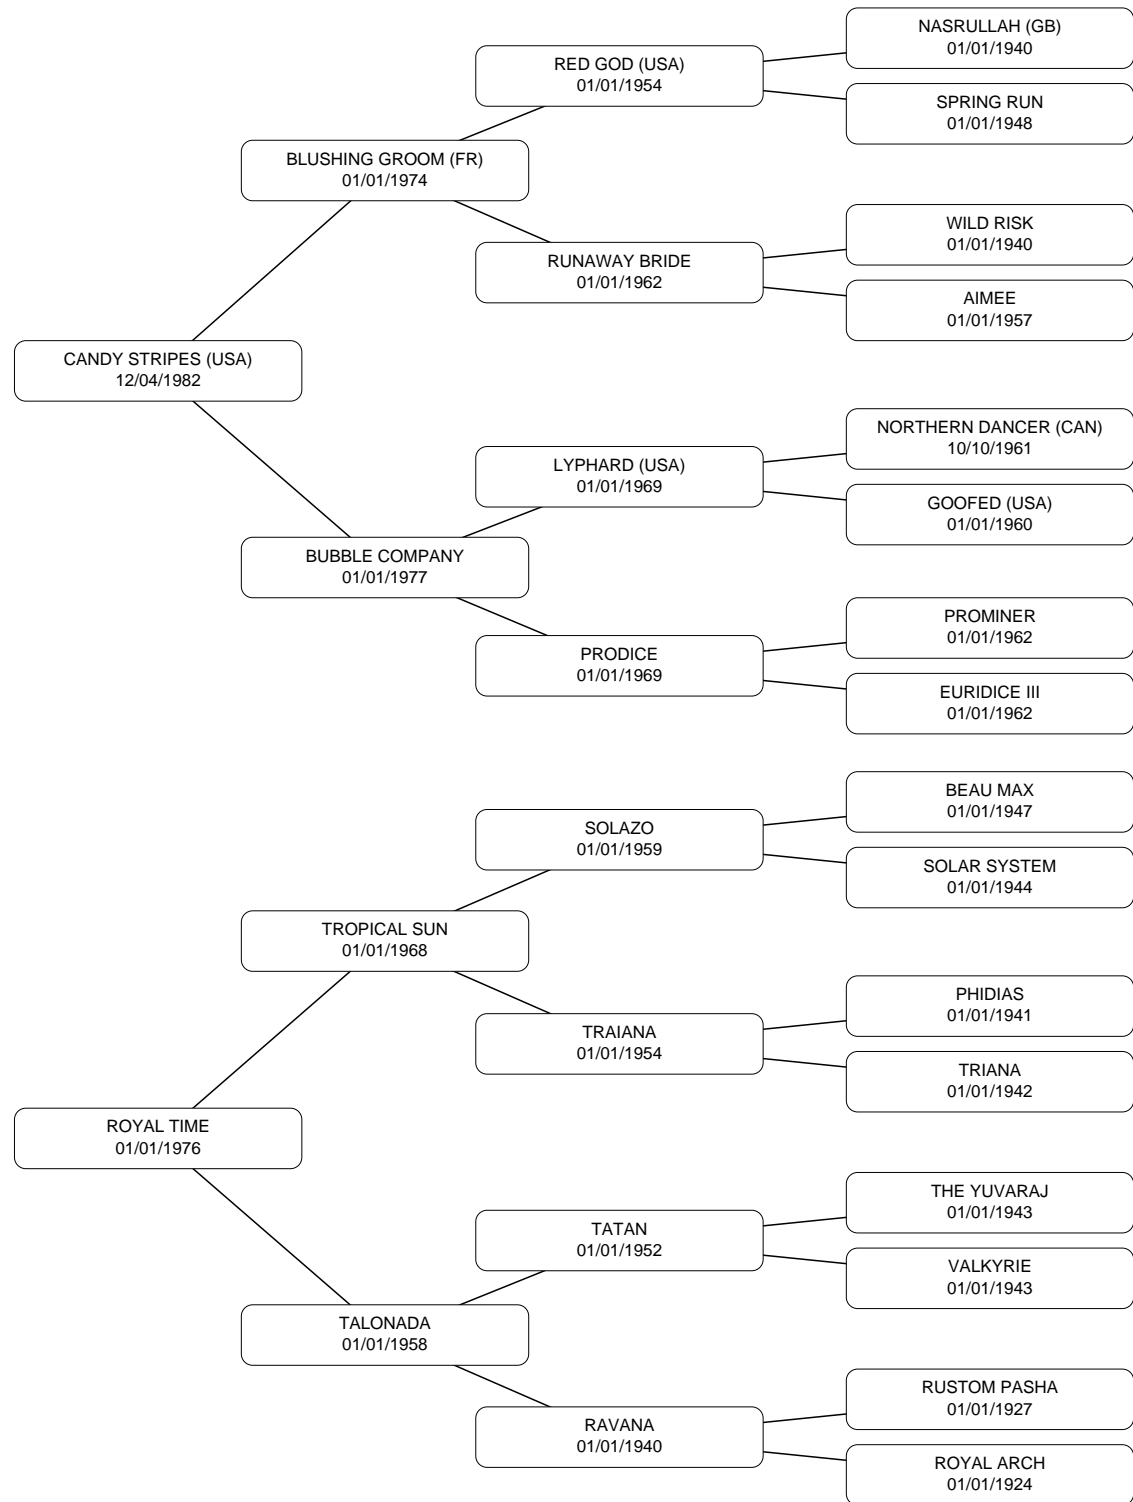 NASRULLAH (GB)
01/01/1940
RED GOD (USA)
01/01/1954
SPRING RUN
01/01/1948
BLUSHING GROOM (FR)
01/01/1974
WILD RISK
01/01/1940
RUNAWAY BRIDE
01/01/1962
AIMEE
01/01/1957
CANDY STRIPES (USA)
12/04/1982
NORTHERN DANCER (CAN)
10/10/1961
LYPHARD (USA)
01/01/1969
GOOFED (USA)
01/01/1960
BUBBLE COMPANY
01/01/1977
PROMINER
01/01/1962
PRODICE
01/01/1969
EURIDICE III
01/01/1962
BEAU MAX
01/01/1947
SOLAZO
01/01/1959
SOLAR SYSTEM
01/01/1944
TROPICAL SUN
01/01/1968
PHIDIAS
01/01/1941
TRAIANA
01/01/1954
TRIANA
01/01/1942
ROYAL TIME
01/01/1976
THE YUVARAJ
01/01/1943
TATAN
01/01/1952
VALKYRIE
01/01/1943
TALONADA
01/01/1958
RUSTOM PASHA
01/01/1927
RAVANA
01/01/1940
ROYAL ARCH
01/01/1924